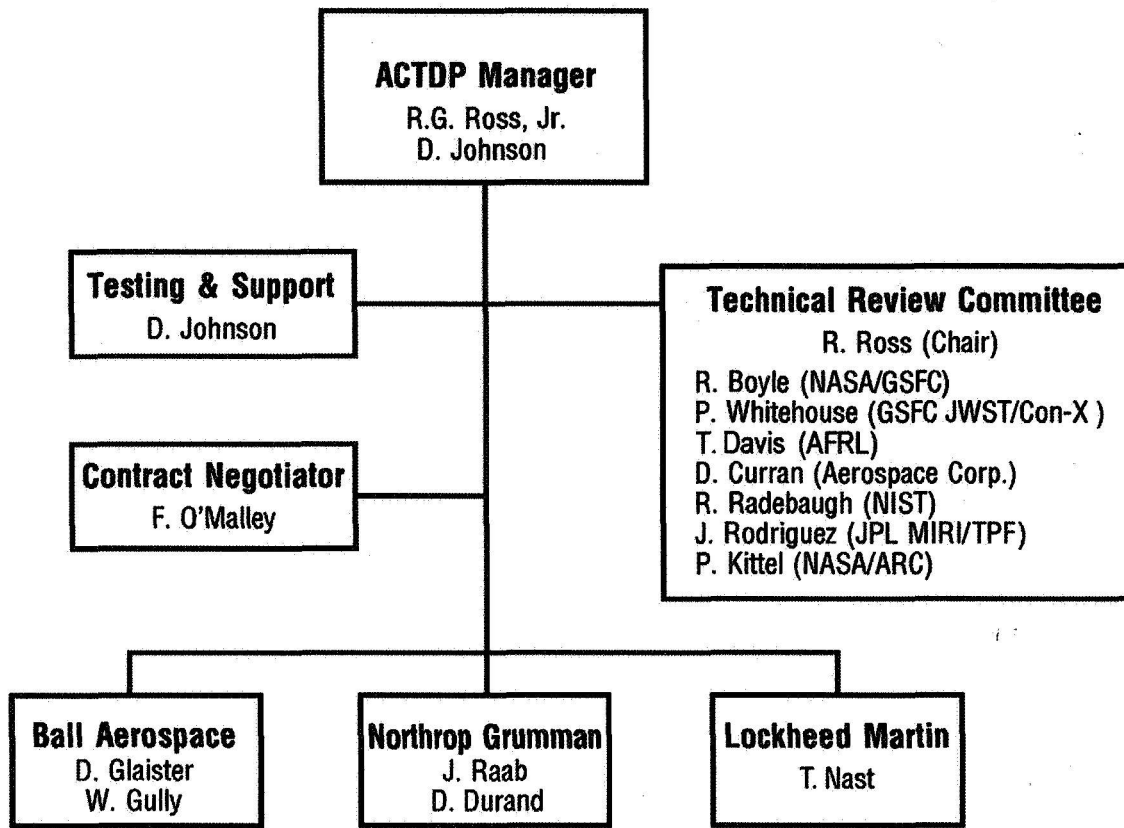 ACTDP Manager
R.G. Ross, Jr.
D. Johnson
Testing & Support
D. Johnson
Technical Review Committee
R. Ross (Chair)
R. Boyle (NASA/GSFC)
P. Whitehouse (GSFC JWST/Con-X )
T. Davis (AFRL)
D. Curran (Aerospace Corp.)
R. Radebaugh (NIST)
J. Rodriguez (JPL MIRI/TPF)
P. Kittel (NASA/ARC)
Contract Negotiator
F. O'Malley
Ball Aerospace
D. Glaister
W. Gully
Northrop Grumman
J. Raab
D. Durand
Lockheed Martin
T. Nast